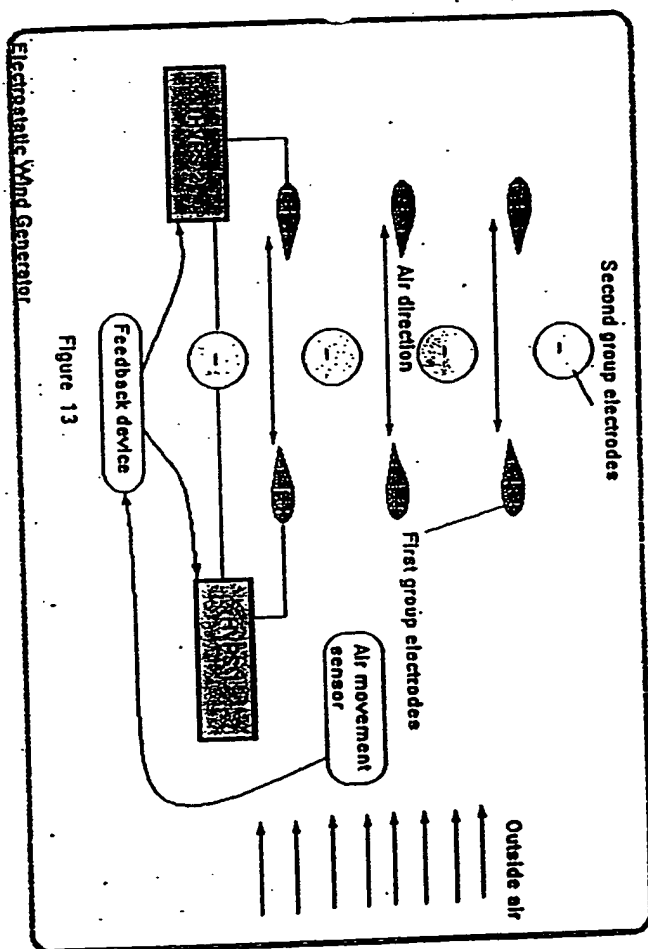 Second group electrodes
Outside air
First group electrodes
Air direction
Air movement
sensor
Feedback device
Figure 13
Electrostatic Wind Generator